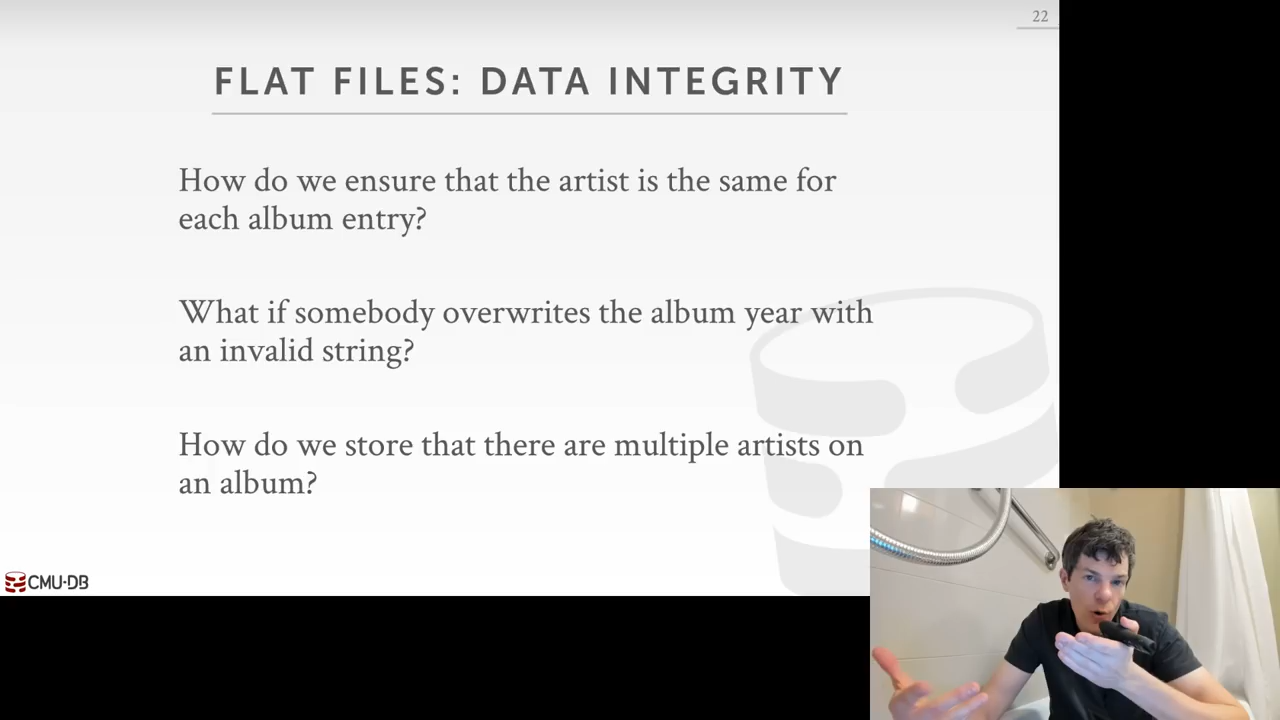 22
FLAT FILES: DATA INTEGRITY
How do we ensure that the artist is the same for
each album entry?
What if somebody overwrites the album year with
an invalid string?
How do we store that there are multiple artists on
an album?
CMU·DB